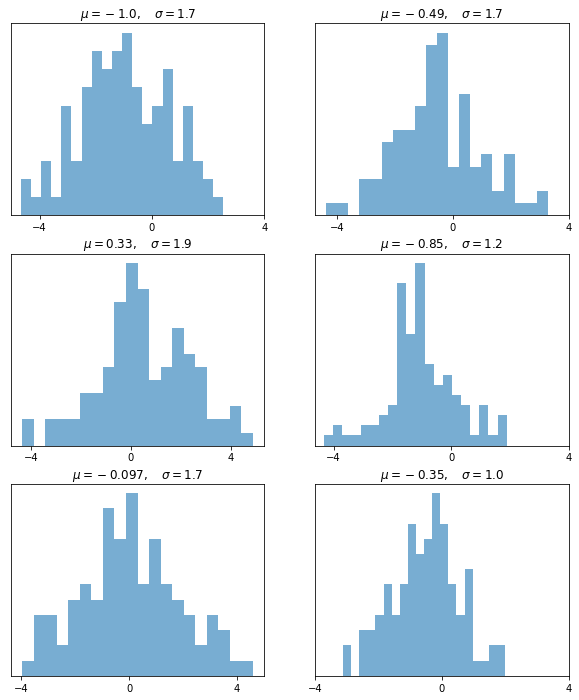 μ = −1.0, σ = 1.7
μ = −0.49, σ = 1.7
−4 0 4
−4 0 4
μ = 0.33, σ = 1.9
μ = −0.85, σ = 1.2
−4 0 4
−4 0 4
μ = −0.097, σ = 1.7
μ = −0.35, σ = 1.0
−4 0 4
−4 0 4